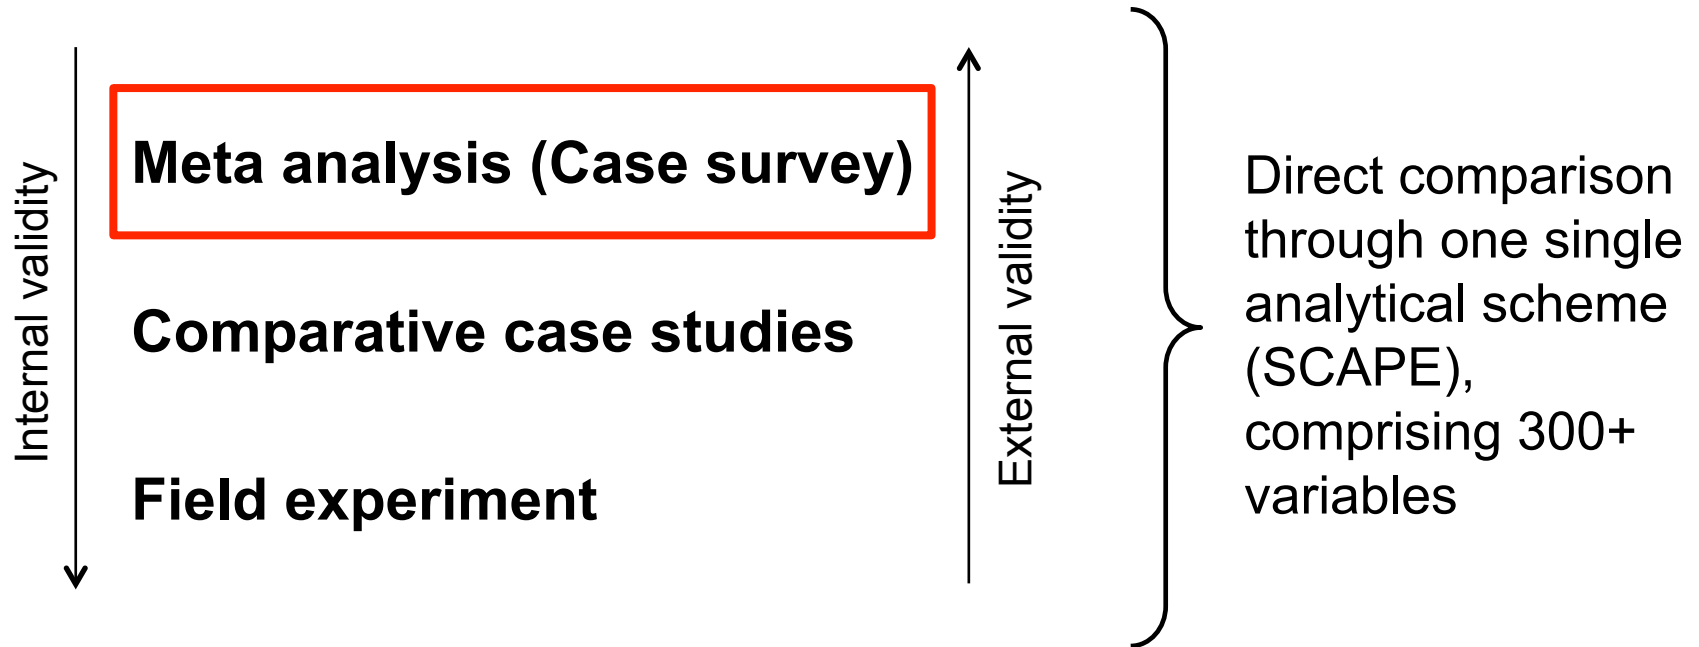 Internal validity
Meta analysis (Case survey)
Comparative case studies
Field experiment
External validity
Direct comparison
through one single
analytical scheme
(SCAPE),
comprising 300+
variables